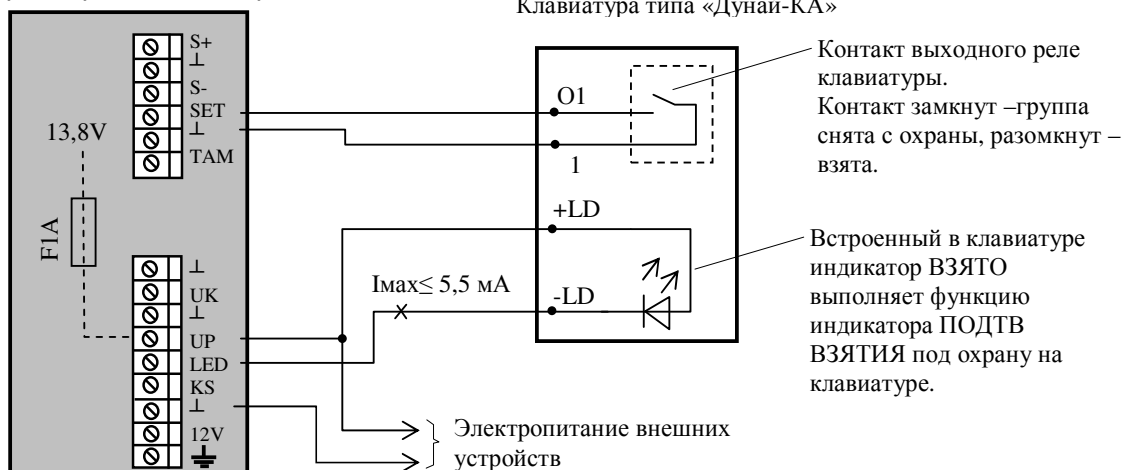 Клавиатура типа «Дунай-КА»
S+
⊥
S-
SET
⊥
TAM
13,8V
F1A
⊥
UK
⊥
UP
LED
KS
⊥
12V
O1
1
+LD
-LD
Iмах≤ 5,5 мА
Контакт выходного реле
клавиатуры.
Контакт замкнут –группа
снята с охраны, разомкнут –
взята.
Встроенный в клавиатуре
индикатор ВЗЯТО
выполняет функцию
индикатора ПОДТВ
ВЗЯТИЯ под охрану на
клавиатуре.
Электропитание внешних
устройств